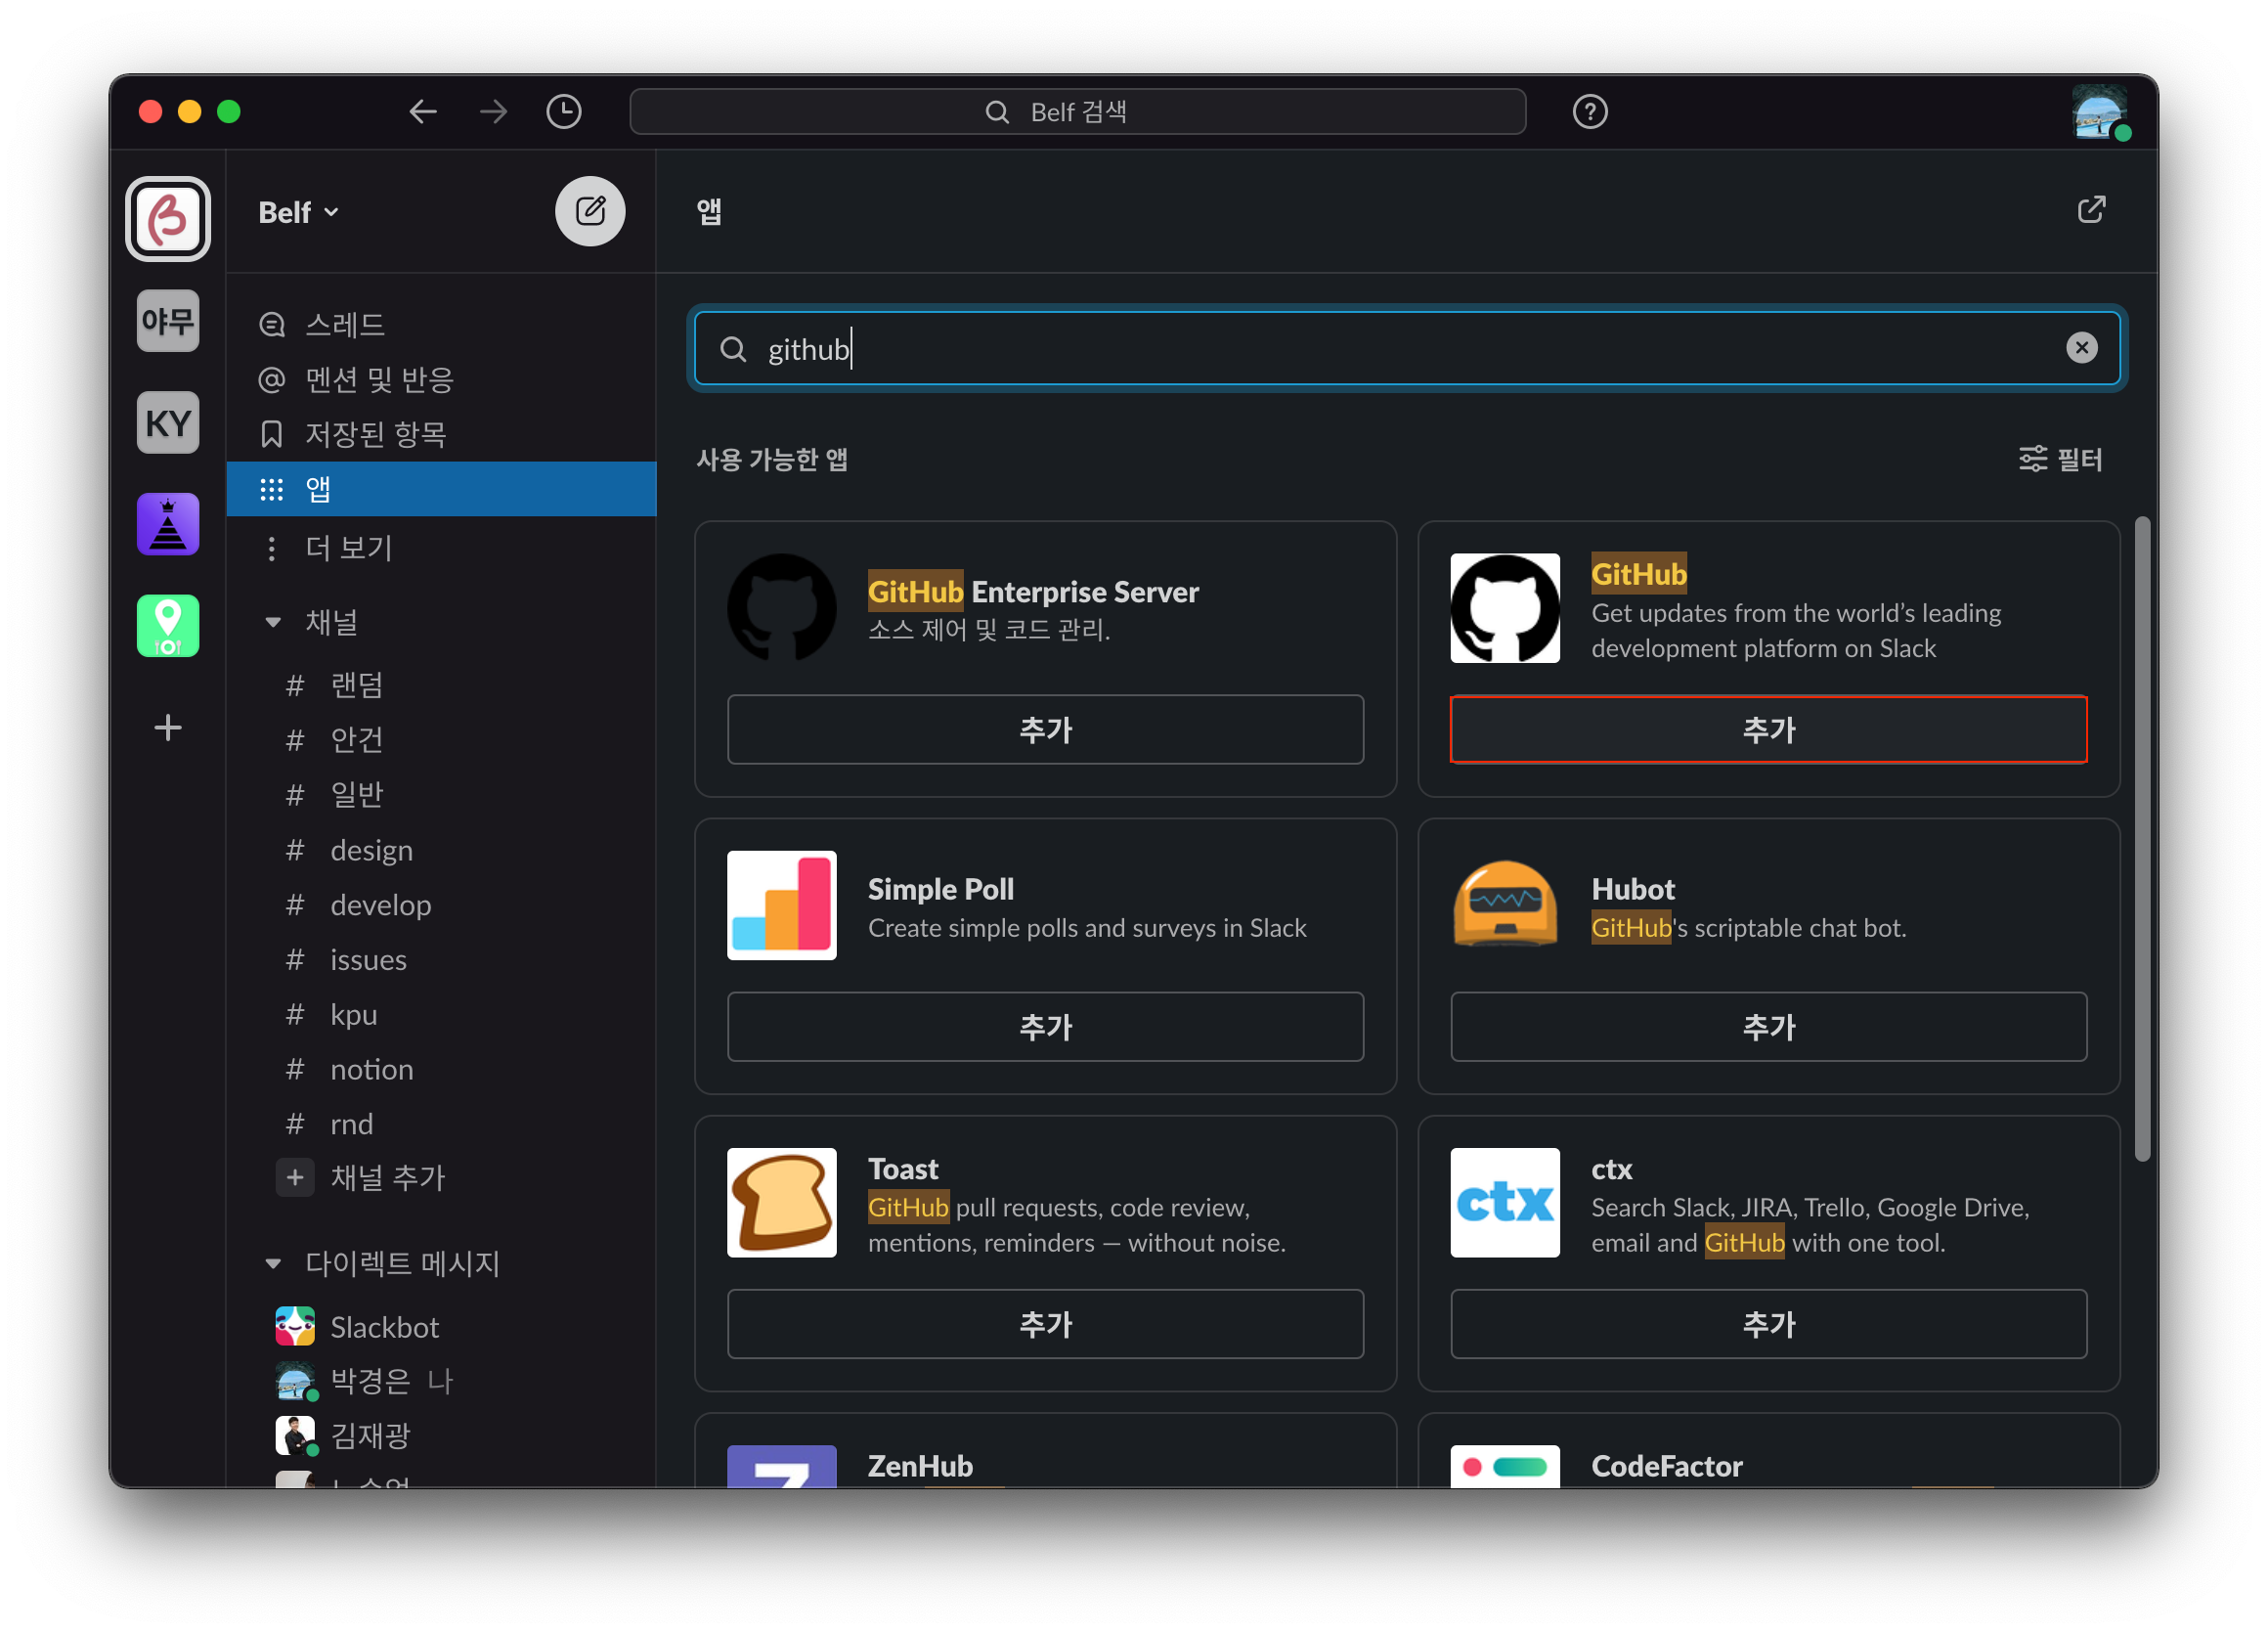 Belf 검색
Belf
앱
야무
KY
스레드
멘션 및 반응
저장된 항목
앱
더 보기
채널
# 랜덤
# 안건
# 일반
# design
# develop
# issues
# kpu
# notion
# rnd
+ 채널 추가
다이렉트 메시지
Slackbot
박경은 나
김재광
github
사용 가능한 앱
필터
GitHub Enterprise Server
소스 제어 및 코드 관리.
추가
GitHub
Get updates from the world’s leading
development platform on Slack
추가
Simple Poll
Create simple polls and surveys in Slack
추가
Hubot
GitHub's scriptable chat bot.
추가
Toast
GitHub pull requests, code review,
mentions, reminders — without noise.
추가
ctx
ctx
Search Slack, JIRA, Trello, Google Drive,
email and GitHub with one tool.
추가
ZenHub
CodeFactor